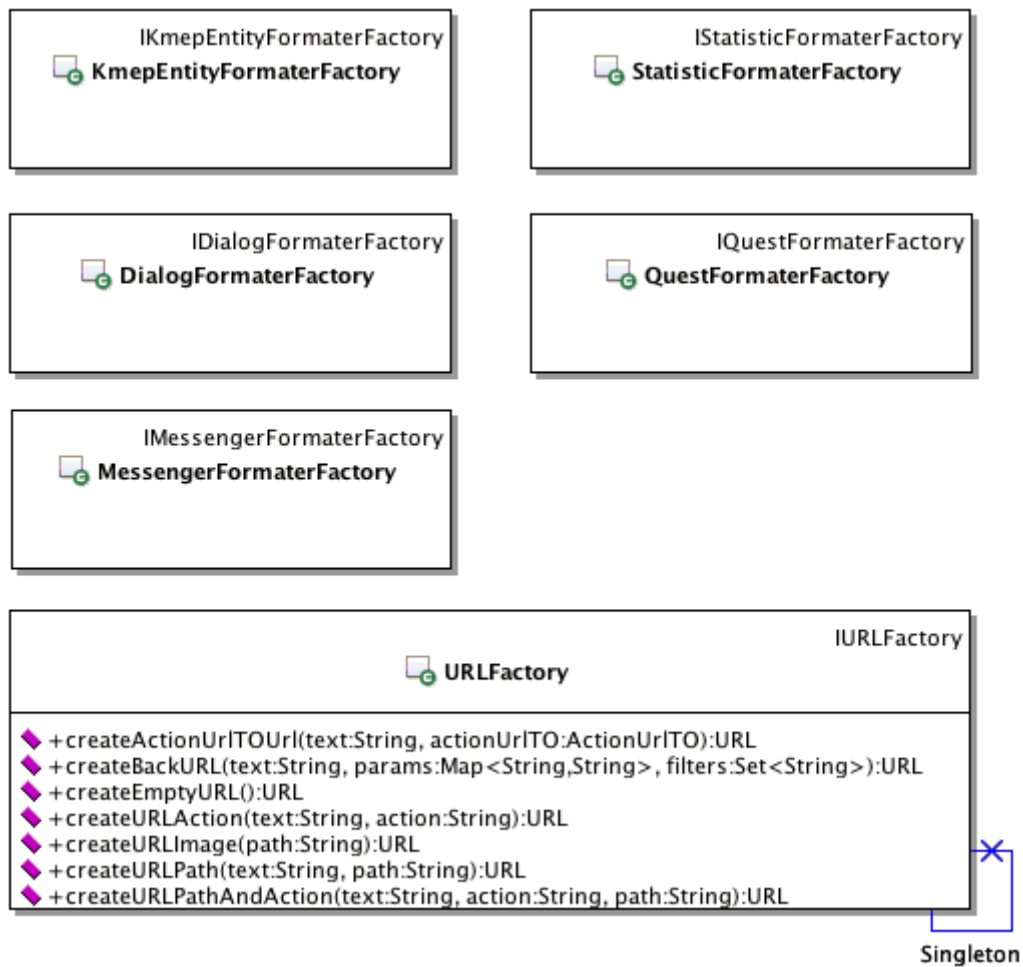 IKmepEntityFormaterFactory
KmepEntityFormaterFactory
IStatisticFormaterFactory
StatisticFormaterFactory
IDialogFormaterFactory
DialogFormaterFactory
IQuestFormaterFactory
QuestFormaterFactory
IMessengerFormaterFactory
MessengerFormaterFactory
IURLFactory
URLFactory
+createActionUrlTOUrl(text:String, actionUrlTO:ActionUrlTO):URL
+createBackURL(text:String, params:Map<String,String>, filters:Set<String>):URL
+createEmptyURL():URL
+createURLAction(text:String, action:String):URL
+createURLImage(path:String):URL
+createURLPath(text:String, path:String):URL
+createURLPathAndAction(text:String, action:String, path:String):URL
Singleton